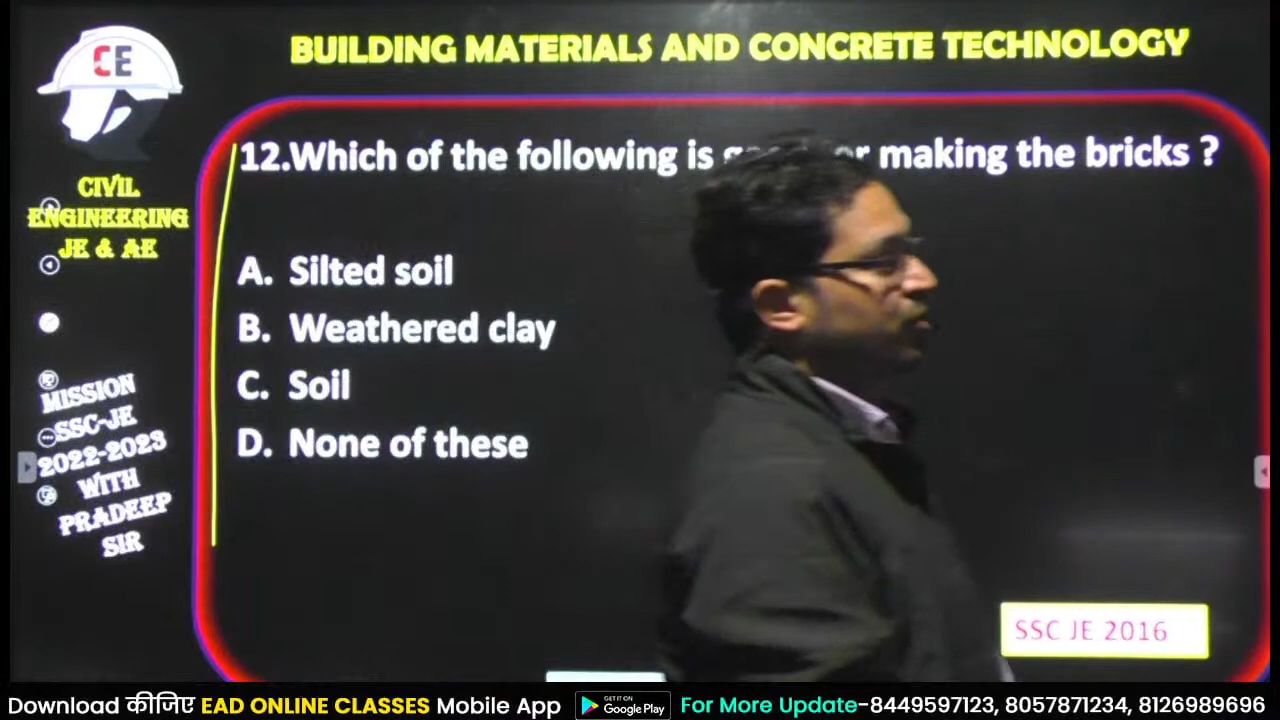 CE
BUILDING MATERIALS AND CONCRETE TECHNOLOGY
CIVIL
ENGINEERING
JE & AE
MISSION
SSC-JE
2022-2023
WITH
PRADEEP
SIR
12.Which of the following is making the bricks ?
A. Silted soil
B. Weathered clay
C. Soil
D. None of these
SSC JE 2016
Download कीजिए EAD ONLINE CLASSES Mobile App
GET IT ON
Google Play
For More Update-8449597123, 8057871234, 8126989696